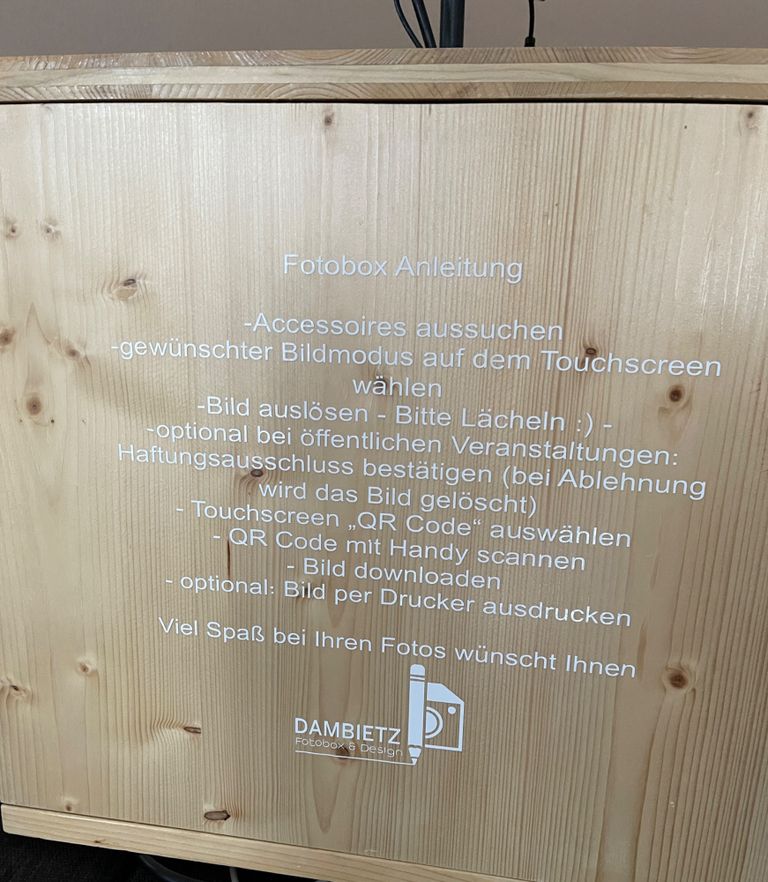 Fotobox Anleitung
-Accessoires aussuchen
-gewünschter Bildmodus auf dem Touchscreen
wählen
-Bild auslösen - Bitte Lächeln :) -
-optional bei öffentlichen Veranstaltungen:
Haftungsausschluss bestätigen (bei Ablehnung
wird das Bild gelöscht)
- Touchscreen „QR Code“ auswählen
- QR Code mit Handy scannen
- Bild downloaden
- optional: Bild per Drucker ausdrucken
Viel Spaß bei Ihren Fotos wünscht Ihnen
DAMBIETZ
Fotobox & Design